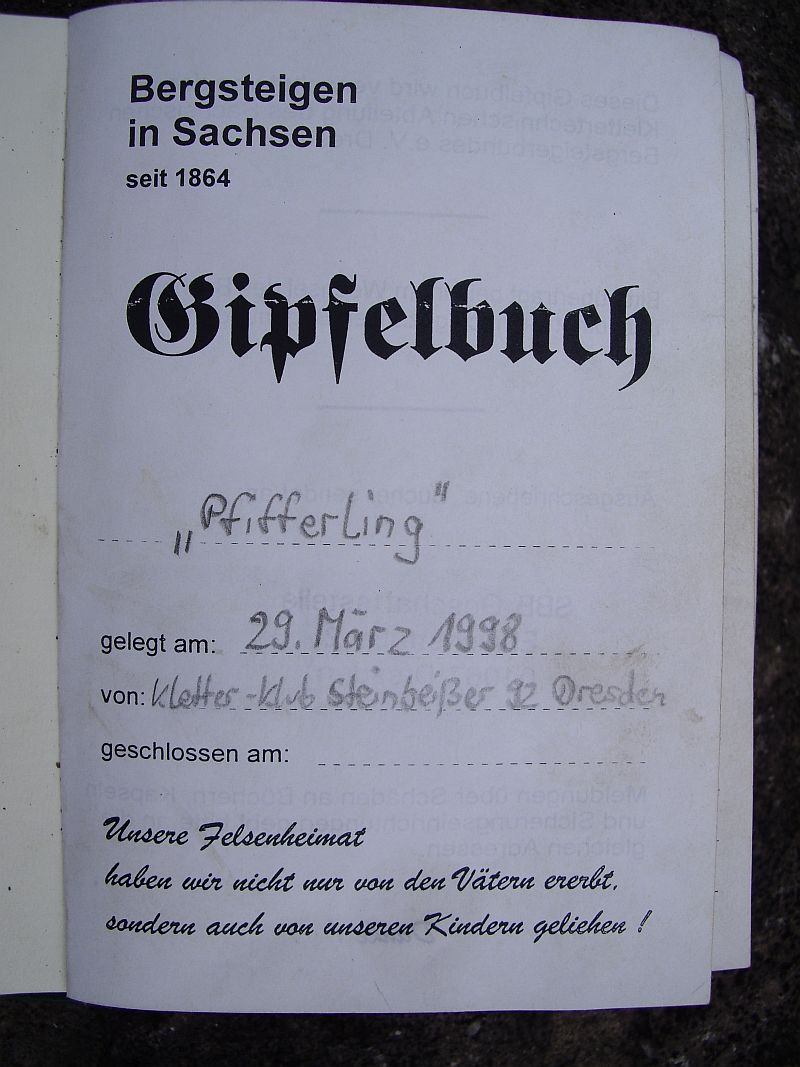 Bergsteigen
in Sachsen
seit 1864
Gipfelbuch
„Pfifferling"
gelegt am: 29. März 1998
von: Kletter-Klub Steinbeißer 92 Dresden
geschlossen am:
Unsere Felsenheimat
haben wir nicht nur von den Vätern ererbt,
sondern auch von unseren Kindern geliehen !